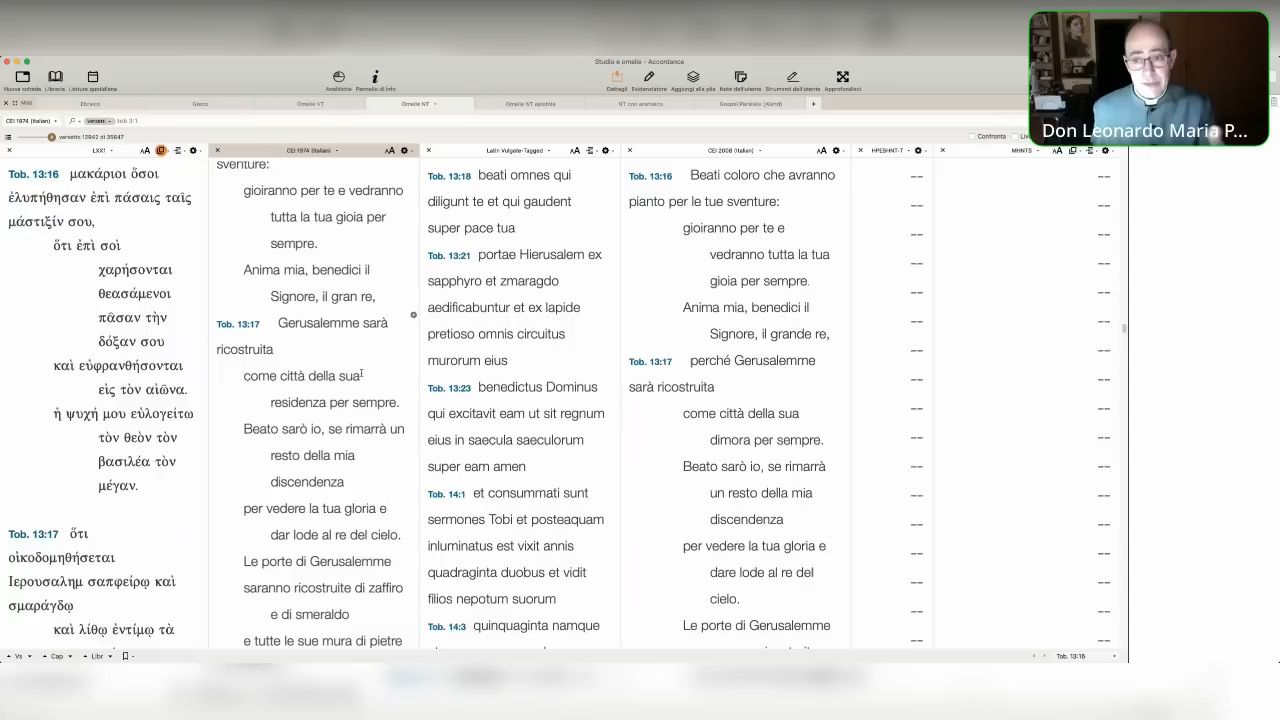 Studio e omelie - Accordance
Nuova scheda
Libreria
Lettura quotidiana
Analitiche
Pannello di info
Dettagli
Evidenziatore
Aggiungi alla pila
Note dell'utente
Strumenti dell'utente
Approfondisci
Ebraico
Greco
Omelie VT
Omelie NT
Omelie NT epistola
NT con aramaico
Gospel Parallels (Aland)
CEI 1974 (Italian)
versetti
tob 3:1
versetto 12942 di 35647
Confronta
LXX1
Tob. 13:16 μακάριοι ὅσοι
ἐλυπήθησαν ἐπὶ πάσαις ταῖς
μάστιξίν σου,
ὅτι ἐπὶ σοὶ
χαρήσονται
θεασάμενοι
πᾶσαν τὴν
δόξαν σου
καὶ εὐφρανθήσονται
εἰς τὸν αἰῶνα.
ἡ ψυχή μου εὐλογείτω
τὸν θεὸν τὸν
βασιλέα τὸν
μέγαν.
Tob. 13:17 ὅτι
οἰκοδομηθήσεται
Ιερουσαλημ σαπφείρῳ καὶ
σμαράγδῳ
καὶ λίθῳ ἐντίμῳ τὰ
CEI 1974 (Italian)
sventure:
gioiranno per te e vedranno
tutta la tua gioia per
sempre.
Anima mia, benedici il
Signore, il gran re,
Tob. 13:17 Gerusalemme sarà
ricostruita
come città della sua
residenza per sempre.
Beato sarò io, se rimarrà un
resto della mia
discendenza
per vedere la tua gloria e
dar lode al re del cielo.
Le porte di Gerusalemme
saranno ricostruite di zaffiro
e di smeraldo
e tutte le sue mura di pietre
Latin Vulgate-Tagged
Tob. 13:18 beati omnes qui
diligunt te et qui gaudent
super pace tua
Tob. 13:21 portae Hierusalem ex
sapphyro et zmaragdo
aedificabuntur et ex lapide
pretioso omnis circuitus
murorum eius
Tob. 13:23 benedictus Dominus
qui excitavit eam ut sit regnum
eius in saecula saeculorum
super eam amen
Tob. 14:1 et consummati sunt
sermones Tobi et posteaquam
inluminatus est vixit annis
quadraginta duobus et vidit
filios nepotum suorum
Tob. 14:3 quinquaginta namque
CEI 2008 (Italian)
Tob. 13:16 Beati coloro che avranno
pianto per le tue sventure:
gioiranno per te e
vedranno tutta la tua
gioia per sempre.
Anima mia, benedici il
Signore, il grande re,
Tob. 13:17 perché Gerusalemme
sarà ricostruita
come città della sua
dimora per sempre.
Beato sarò io, se rimarrà
un resto della mia
discendenza
per vedere la tua gloria e
dare lode al re del
cielo.
Le porte di Gerusalemme
HPESHNT-T
MHNTS
Vs
Cap
Libr
Tob. 13:16
Don Leonardo Maria P...